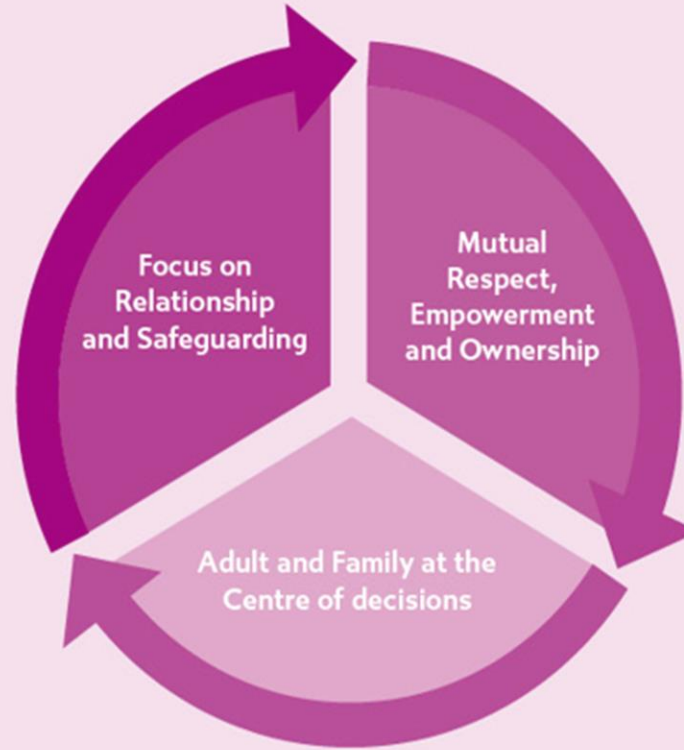 Focus on
Relationship
and Safeguarding
Mutual
Respect,
Empowerment
and Ownership
Adult and Family at the
Centre of decisions